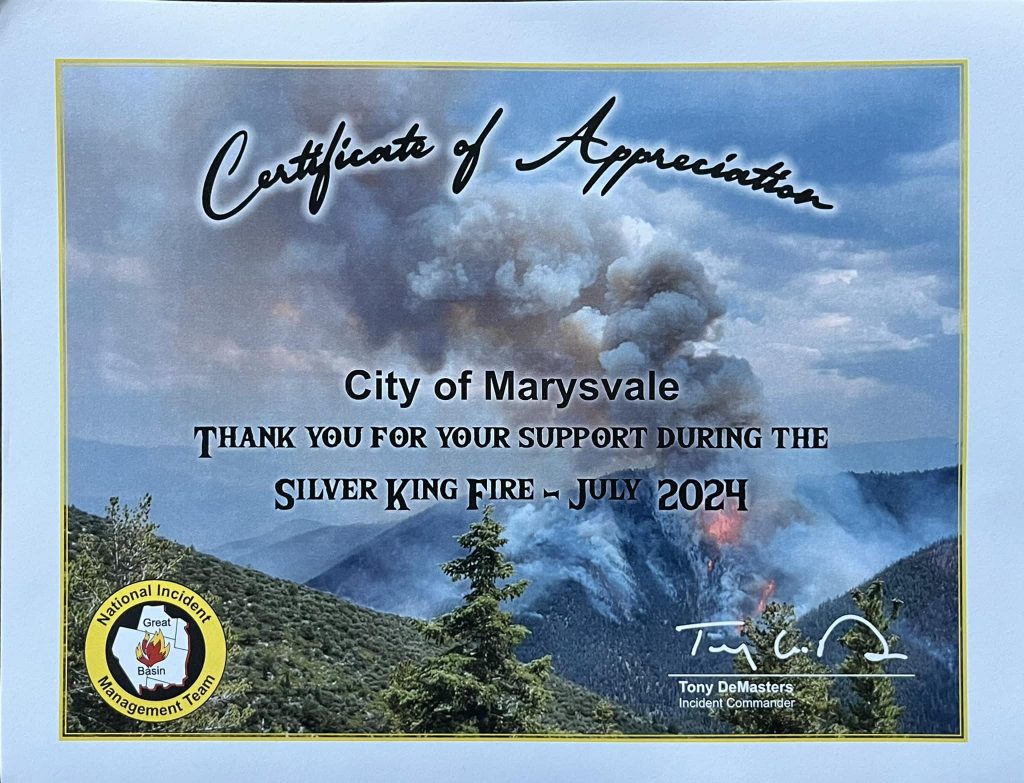 Certificate of Appreciation
City of Marysvale
Thank you for your support during the
Silver King Fire - July 2024
National Incident
Great
Basin
Management Team
Tony DeMasters
Incident Commander